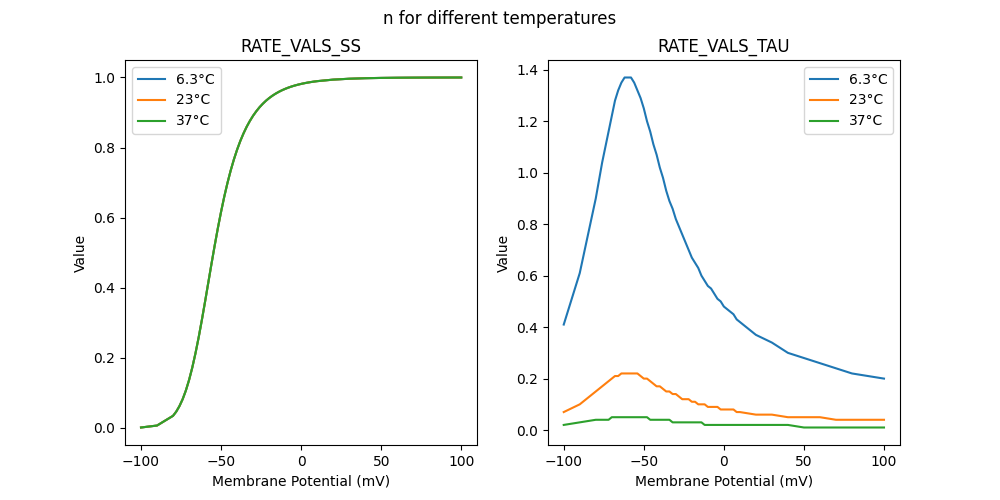 n for different temperatures
RATE_VALS_SS
RATE_VALS_TAU
Value
1.0
0.8
0.6
0.4
0.2
0.0
6.3°C
23°C
37°C
−100
−50
0
50
100
Membrane Potential (mV)
Value
1.4
1.2
1.0
0.8
0.6
0.4
0.2
0.0
6.3°C
23°C
37°C
−100
−50
0
50
100
Membrane Potential (mV)